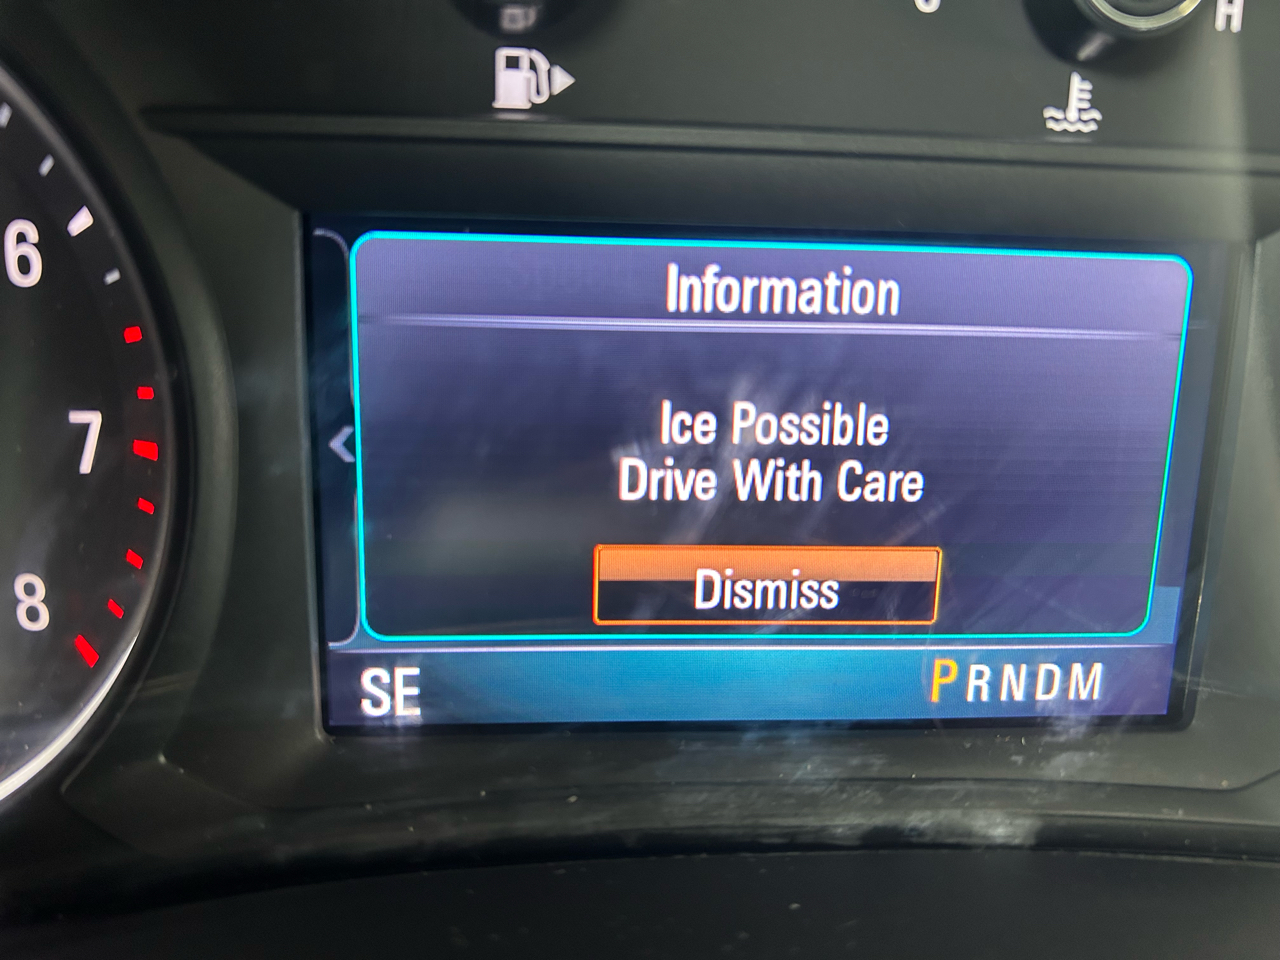 H
6
Information
Ice Possible
7
Drive With Care
Dismiss
8
SE
PRNDM